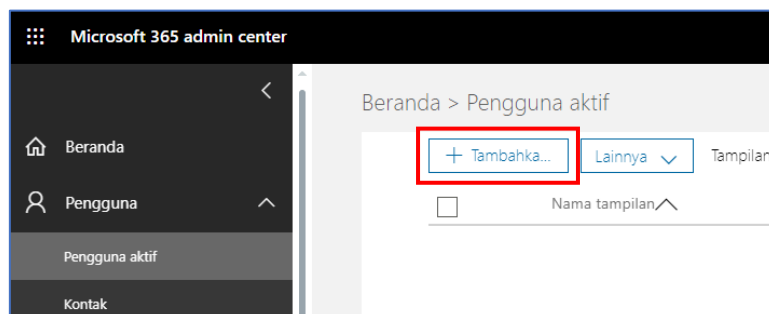 Microsoft 365 admin center
Beranda > Pengguna aktif
Beranda
+ Tambahka... Lainnya Tampilan
Pengguna
Nama tampilan
Pengguna aktif
Kontak